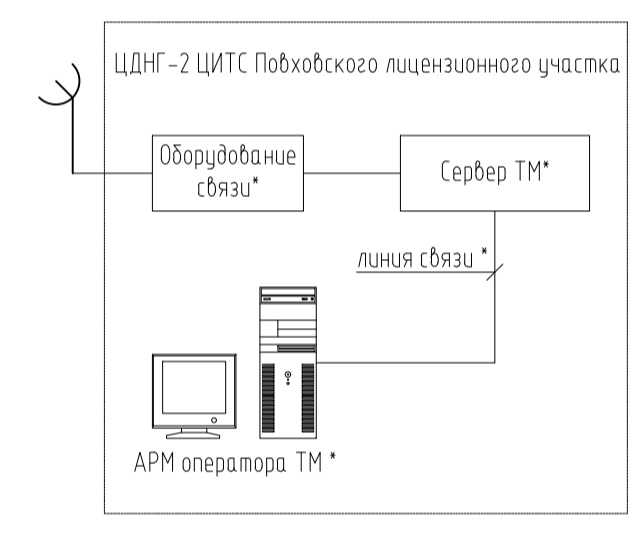 ЦДНГ-2 ЦИТС Повховского лицензионного участка
Оборудование
связи*
Сервер ТМ*
линия связи *
АРМ оператора ТМ *